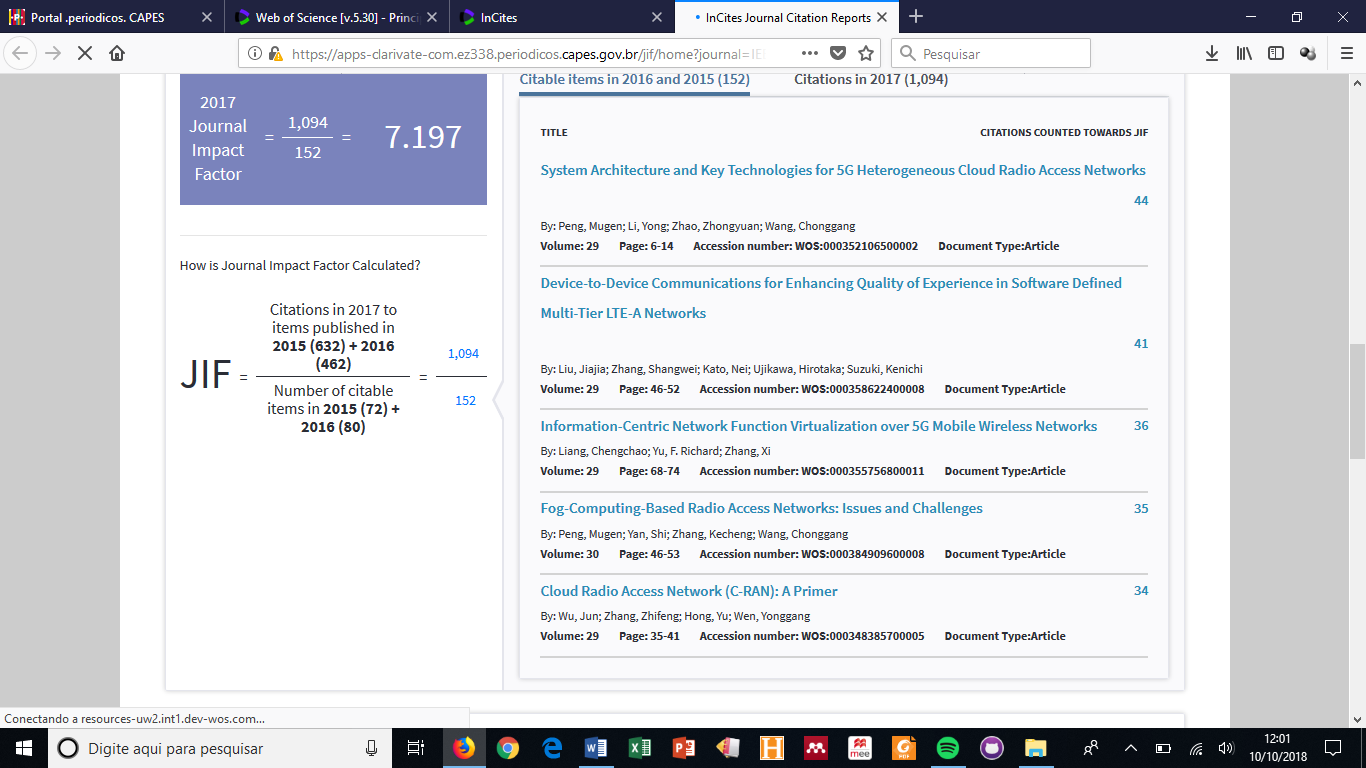 Portal .periodicos. CAPES
Web of Science [v.5.30] - Princi
InCites
InCites Journal Citation Reports
https://apps-clarivate-com.ez338.periodicos.capes.gov.br/jif/home?journal=IE
Pesquisar
Citable items in 2016 and 2015 (152)
Citations in 2017 (1,094)
2017
Journal
Impact
Factor
= 1,094
152
= 7.197
How is Journal Impact Factor Calculated?
JIF =
Citations in 2017 to
items published in
2015 (632) + 2016
(462)
Number of citable
items in 2015 (72) +
2016 (80)
=
1,094
152
TITLE
CITATIONS COUNTED TOWARDS JIF
System Architecture and Key Technologies for 5G Heterogeneous Cloud Radio Access Networks
44
By: Peng, Mugen; Li, Yong; Zhao, Zhongyuan; Wang, Chonggang
Volume: 29 Page: 6-14 Accession number: WOS:000352106500002 Document Type:Article
Device-to-Device Communications for Enhancing Quality of Experience in Software Defined
Multi-Tier LTE-A Networks
41
By: Liu, Jiajia; Zhang, Shangwei; Kato, Nei; Ujikawa, Hirotaka; Suzuki, Kenichi
Volume: 29 Page: 46-52 Accession number: WOS:000358622400008 Document Type:Article
Information-Centric Network Function Virtualization over 5G Mobile Wireless Networks 36
By: Liang, Chengchao; Yu, F. Richard; Zhang, Xi
Volume: 29 Page: 68-74 Accession number: WOS:000355756800011 Document Type:Article
Fog-Computing-Based Radio Access Networks: Issues and Challenges 35
By: Peng, Mugen; Yan, Shi; Zhang, Kecheng; Wang, Chonggang
Volume: 30 Page: 46-53 Accession number: WOS:000384909600008 Document Type:Article
Cloud Radio Access Network (C-RAN): A Primer 34
By: Wu, Jun; Zhang, Zhifeng; Hong, Yu; Wen, Yonggang
Volume: 29 Page: 35-41 Accession number: WOS:000348385700005 Document Type:Article
Conectando a resources-uw2.int1.dev-wos.com...
Digite aqui para pesquisar
12:01
10/10/2018